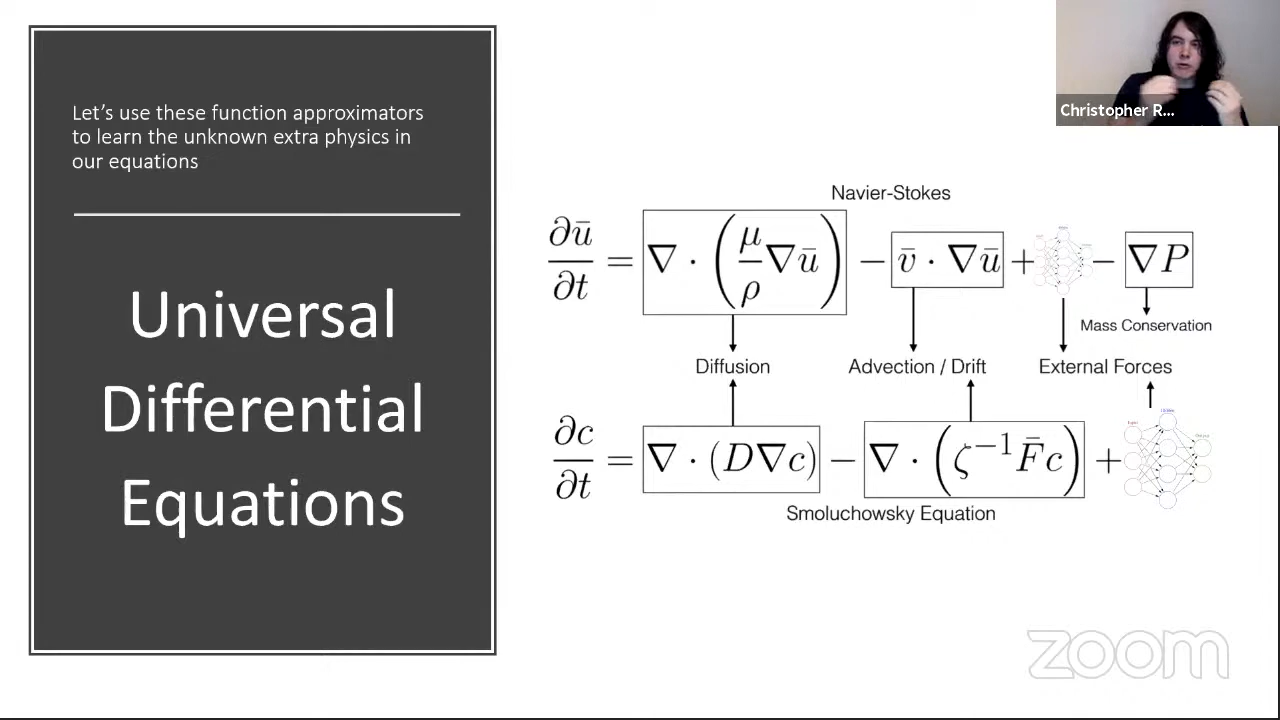 Let's use these function approximators
to learn the unknown extra physics in
our equations
Universal
Differential
Equations
Christopher R...
Navier-Stokes
∂ū/∂t = ∇ · (μ/ρ ∇ū) − v̄ · ∇ū + − ∇P
Mass Conservation
Diffusion
Advection / Drift
External Forces
∂c/∂t = ∇ · (D∇c) − ∇ · (ζ⁻¹F̄c) +
Smoluchowsky Equation
zoom